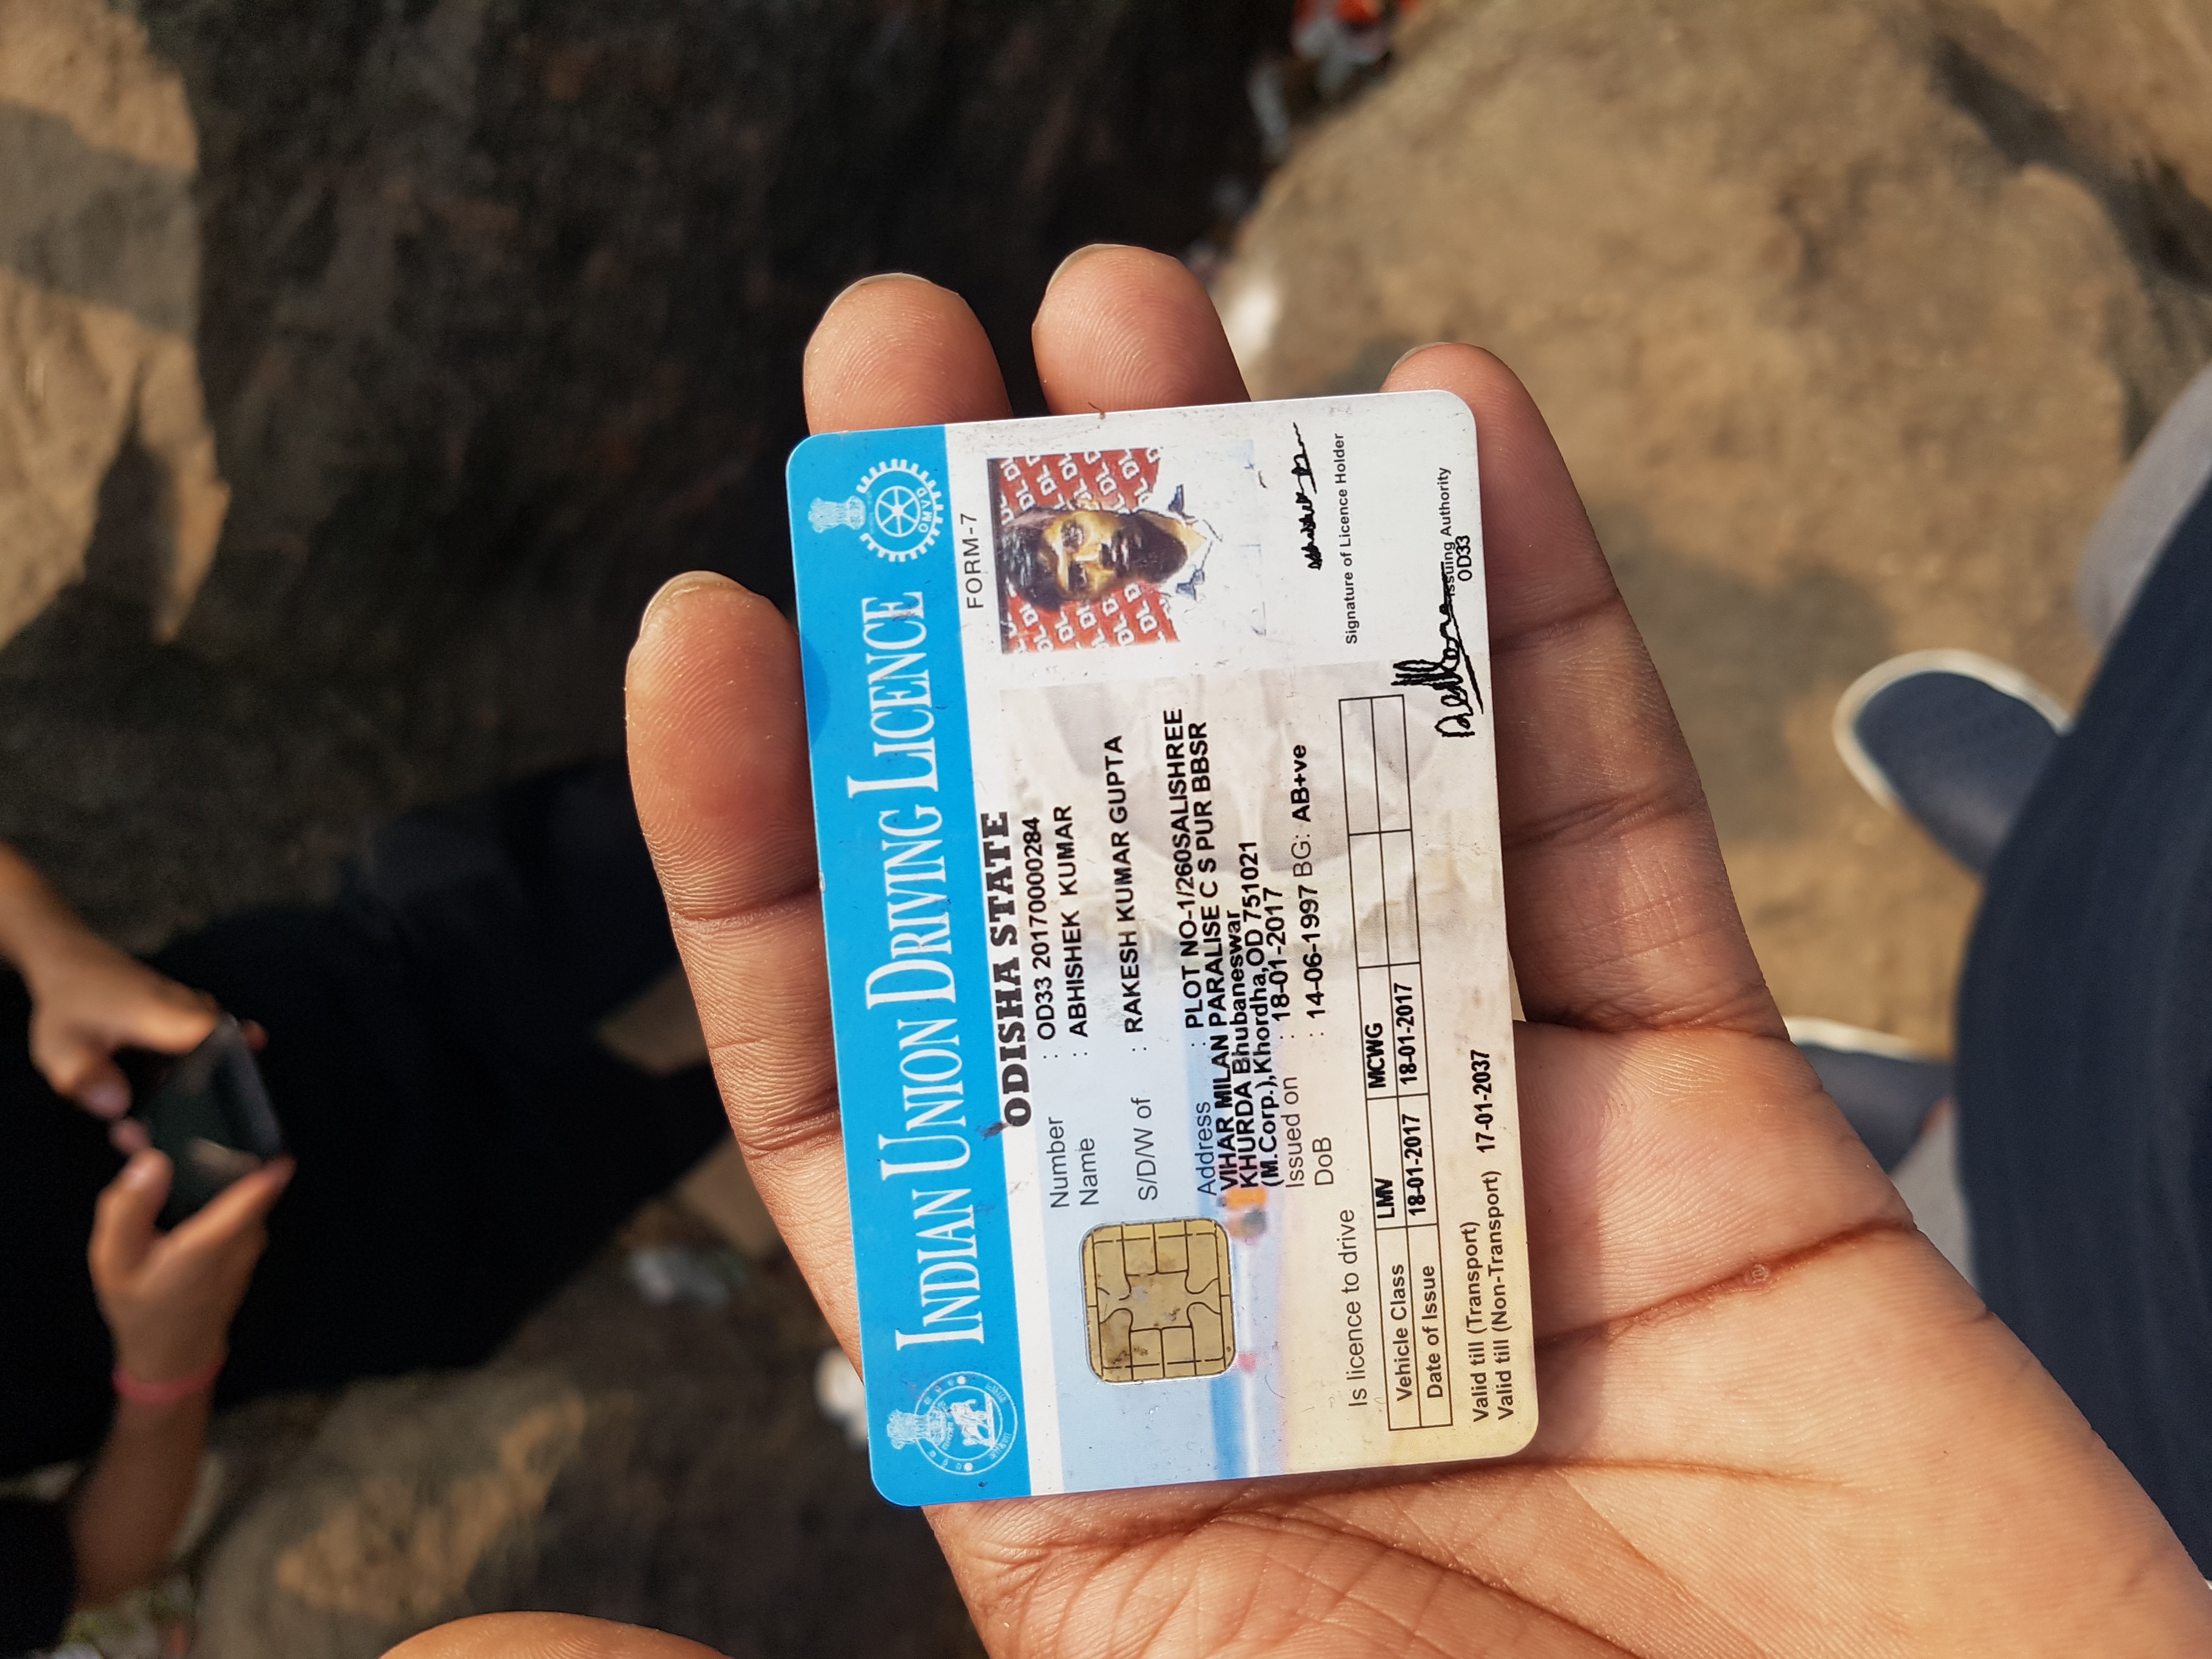 INDIAN UNION DRIVING LICENCE
OMVD
ODISHA STATE
FORM-7
Number : OD33 20170000284
Name : ABHISHEK KUMAR
S/D/W of : RAKESH KUMAR GUPTA
Address : PLOT NO-1/260SALISHREE
VIHAR MILAN PARALISE C S PUR BBSR
KHURDA Bhubaneswar
(M.Corp.),Khordha,OD 751021
Issued on : 18-01-2017
DoB : 14-06-1997 BG: AB+ve
Signature of Licence Holder
Is licence to drive
Vehicle Class LMV MCWG
Date of Issue 18-01-2017 18-01-2017
Issuing Authority
OD33
Valid till (Transport)
Valid till (Non-Transport) 17-01-2037